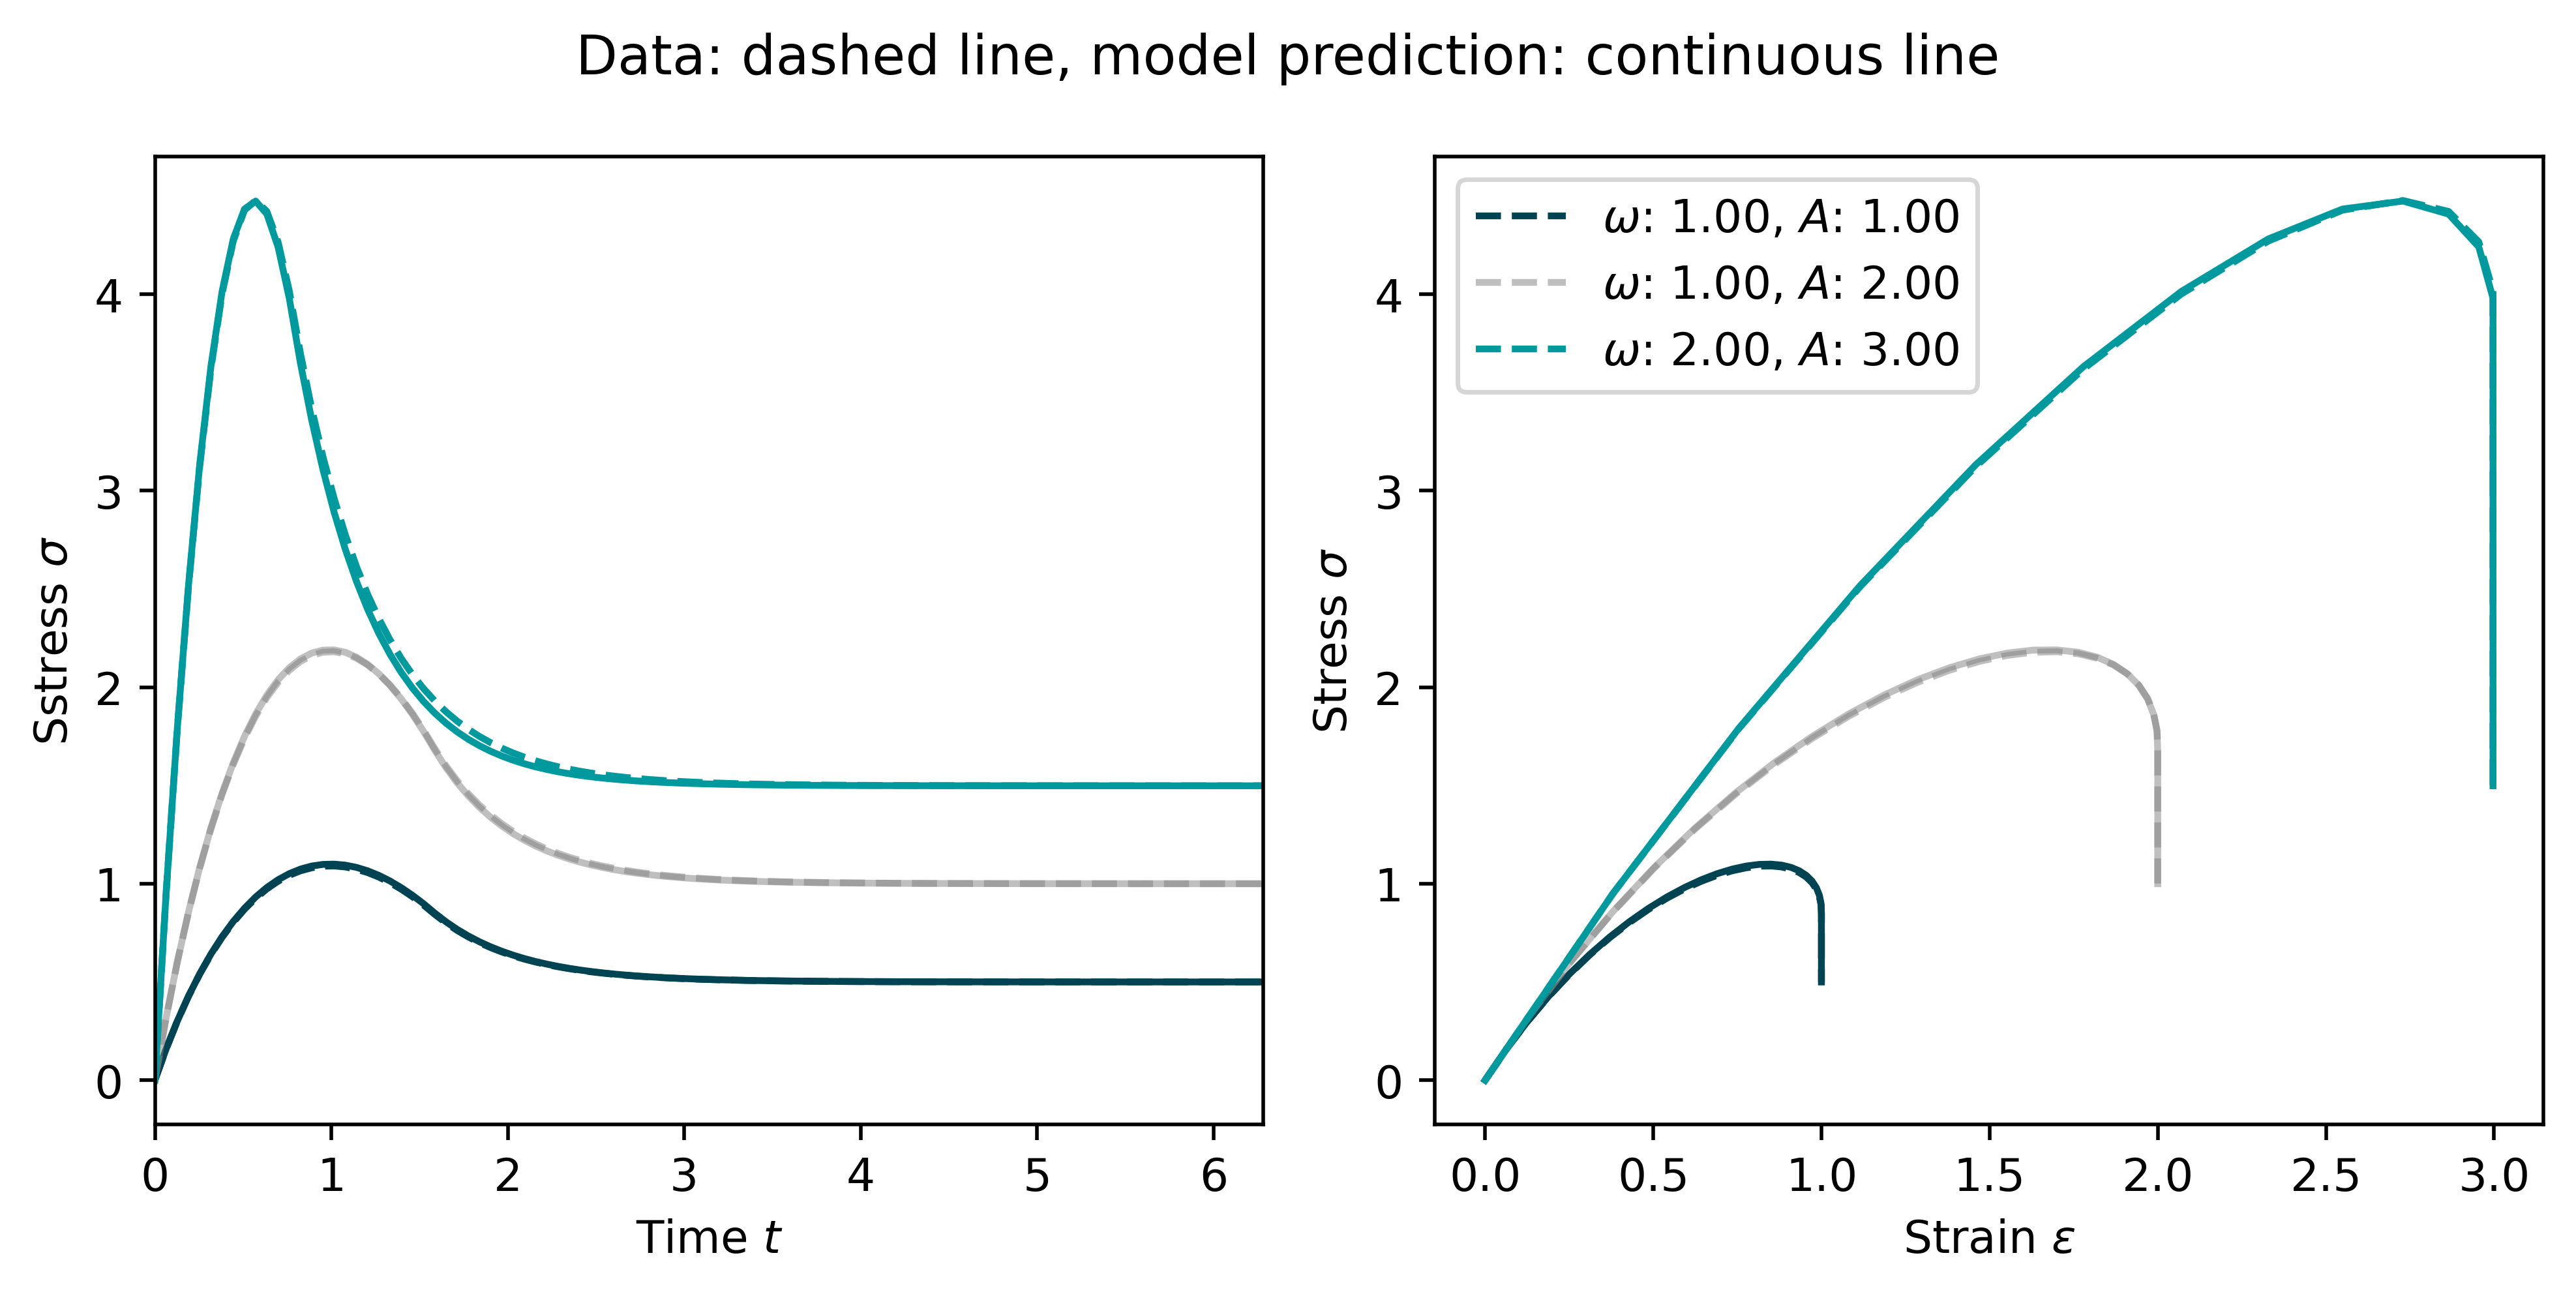 Data: dashed line, model prediction: continuous line
Sstress σ
4
3
2
1
0
0 1 2 3 4 5 6
Time t
Stress σ
4
3
2
1
0
ω: 1.00, A: 1.00
ω: 1.00, A: 2.00
ω: 2.00, A: 3.00
0.0 0.5 1.0 1.5 2.0 2.5 3.0
Strain ε